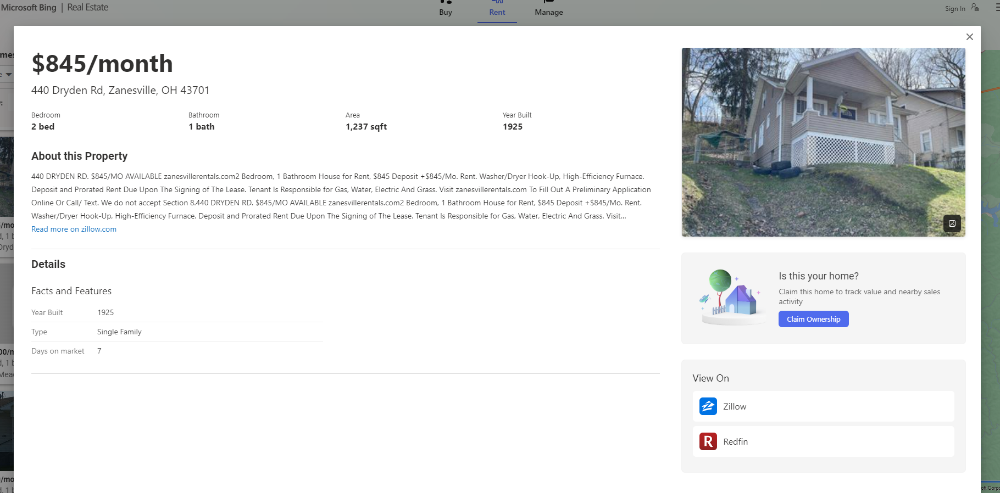 Microsoft Bing | Real Estate
Buy
Rent
Manage
Sign In
$845/month
440 Dryden Rd, Zanesville, OH 43701
Bedroom
2 bed
Bathroom
1 bath
Area
1,237 sqft
Year Built
1925
About this Property
440 DRYDEN RD. $845/MO AVAILABLE zanesvillerentals.com2 Bedroom, 1 Bathroom House for Rent, $845 Deposit +$845/Mo. Rent. Washer/Dryer Hook-Up, High-Efficiency Furnace.
Deposit and Prorated Rent Due Upon The Signing of The Lease. Tenant Is Responsible for Gas, Water, Electric And Grass. Visit zanesvillerentals.com To Fill Out A Preliminary Application
Online Or Call/ Text. We do not accept Section 8.440 DRYDEN RD. $845/MO AVAILABLE zanesvillerentals.com2 Bedroom, 1 Bathroom House for Rent, $845 Deposit +$845/Mo. Rent.
Washer/Dryer Hook-Up, High-Efficiency Furnace. Deposit and Prorated Rent Due Upon The Signing of The Lease. Tenant Is Responsible for Gas, Water, Electric And Grass. Visit...
Read more on zillow.com
Details
Facts and Features
Year Built 1925
Type Single Family
Days on market 7
Is this your home?
Claim this home to track value and nearby sales
activity
Claim Ownership
View On
Zillow
R Redfin